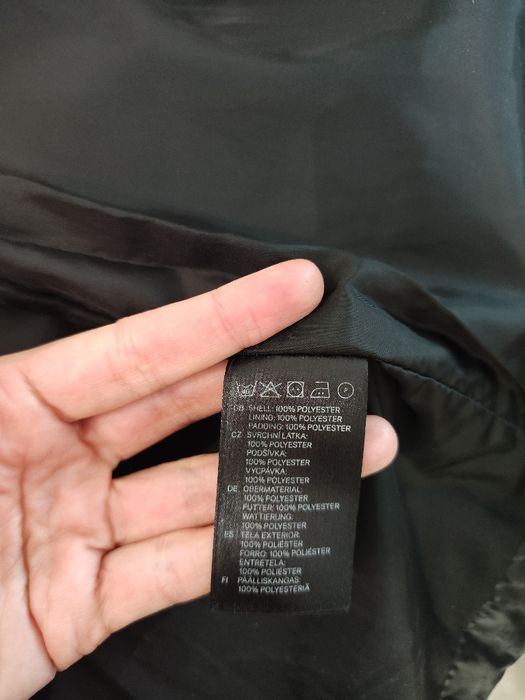 GB SHELL: 100% POLYESTER
LINING: 100% POLYESTER
PADDING: 100% POLYESTER
CZ SVRCHNÍ LÁTKA:
100% POLYESTER
PODŠÍVKA:
100% POLYESTER
VYCPÁVKA:
100% POLYESTER
DE OBERMATERIAL:
100% POLYESTER
FUTTER: 100% POLYESTER
WATTIERUNG:
100% POLYESTER
ES TELA EXTERIOR:
100% POLIÉSTER
FORRO: 100% POLIÉSTER
ENTRETELA:
100% POLIÉSTER
FI PÄÄLLISKANGAS:
100% POLYESTERIÄ